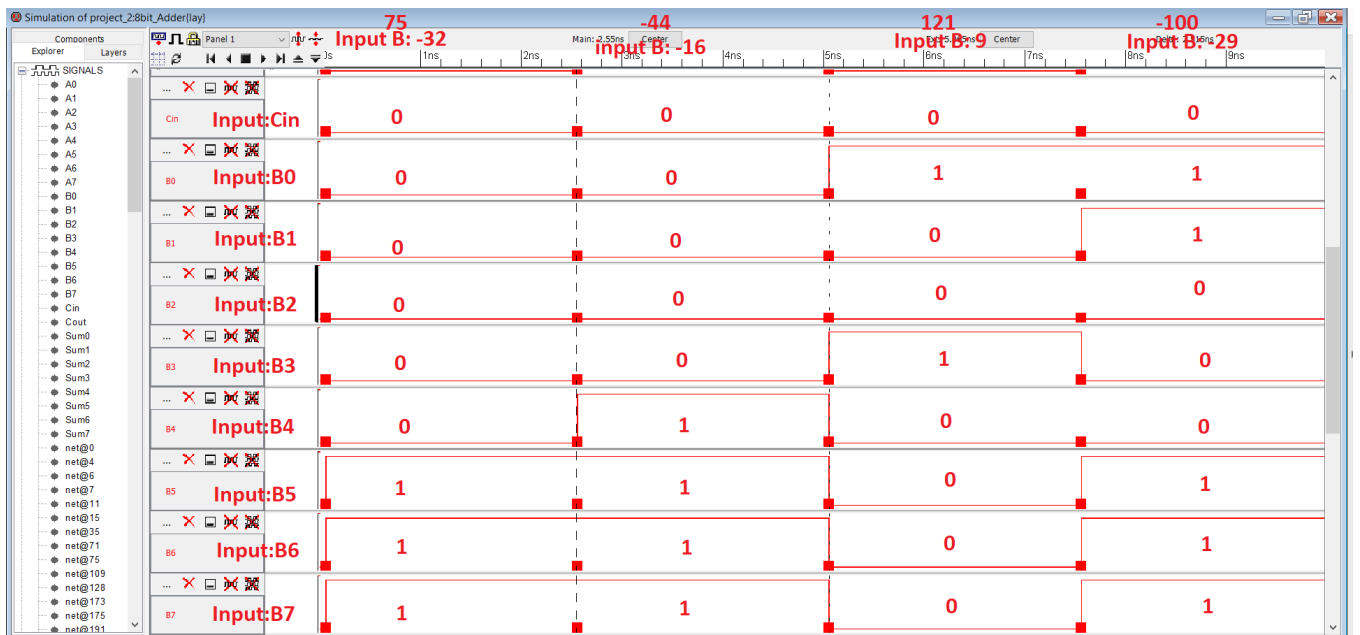 Simulation of project_2:8bit_Adder{lay}
75 -44 121 -100
Components
Explorer Layers
Panel 1
Input B: -32 input B: -16 Input B: 9 Input B: -29
Main: 2.55ns Center Center
1ns 2ns 3ns 4ns 5ns 6ns 7ns 8ns 9ns
SIGNALS
A0
A1
A2
A3
A4
A5
A6
A7
B0
B1
B2
B3
B4
B5
B6
B7
Cin
Cout
Sum0
Sum1
Sum2
Sum3
Sum4
Sum5
Sum6
Sum7
net@0
net@4
net@6
net@7
net@11
net@15
net@35
net@71
net@75
net@109
net@128
net@173
net@175
net@191
...
Cin Input:Cin 0 0 0 0
...
B0 Input:B0 0 0 1 1
...
B1 Input:B1 0 0 0 1
...
B2 Input:B2 0 0 0 0
...
B3 Input:B3 0 0 1 0
...
B4 Input:B4 0 1 0 0
...
B5 Input:B5 1 1 0 1
...
B6 Input:B6 1 1 0 1
...
B7 Input:B7 1 1 0 1